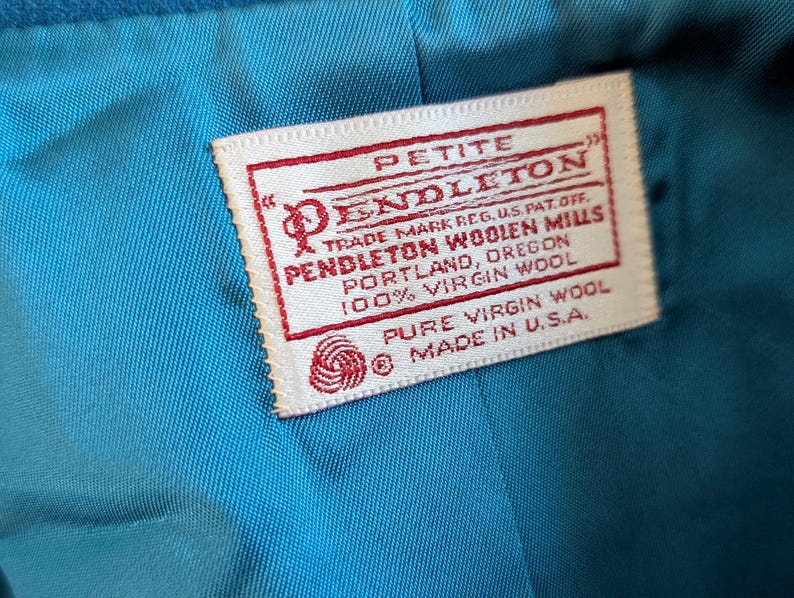 PETITE
"PENDLETON"
TRADE MARK REG. U.S. PAT. OFF.
PENDLETON WOOLEN MILLS
PORTLAND, OREGON
100% VIRGIN WOOL
® PURE VIRGIN WOOL
MADE IN U.S.A.